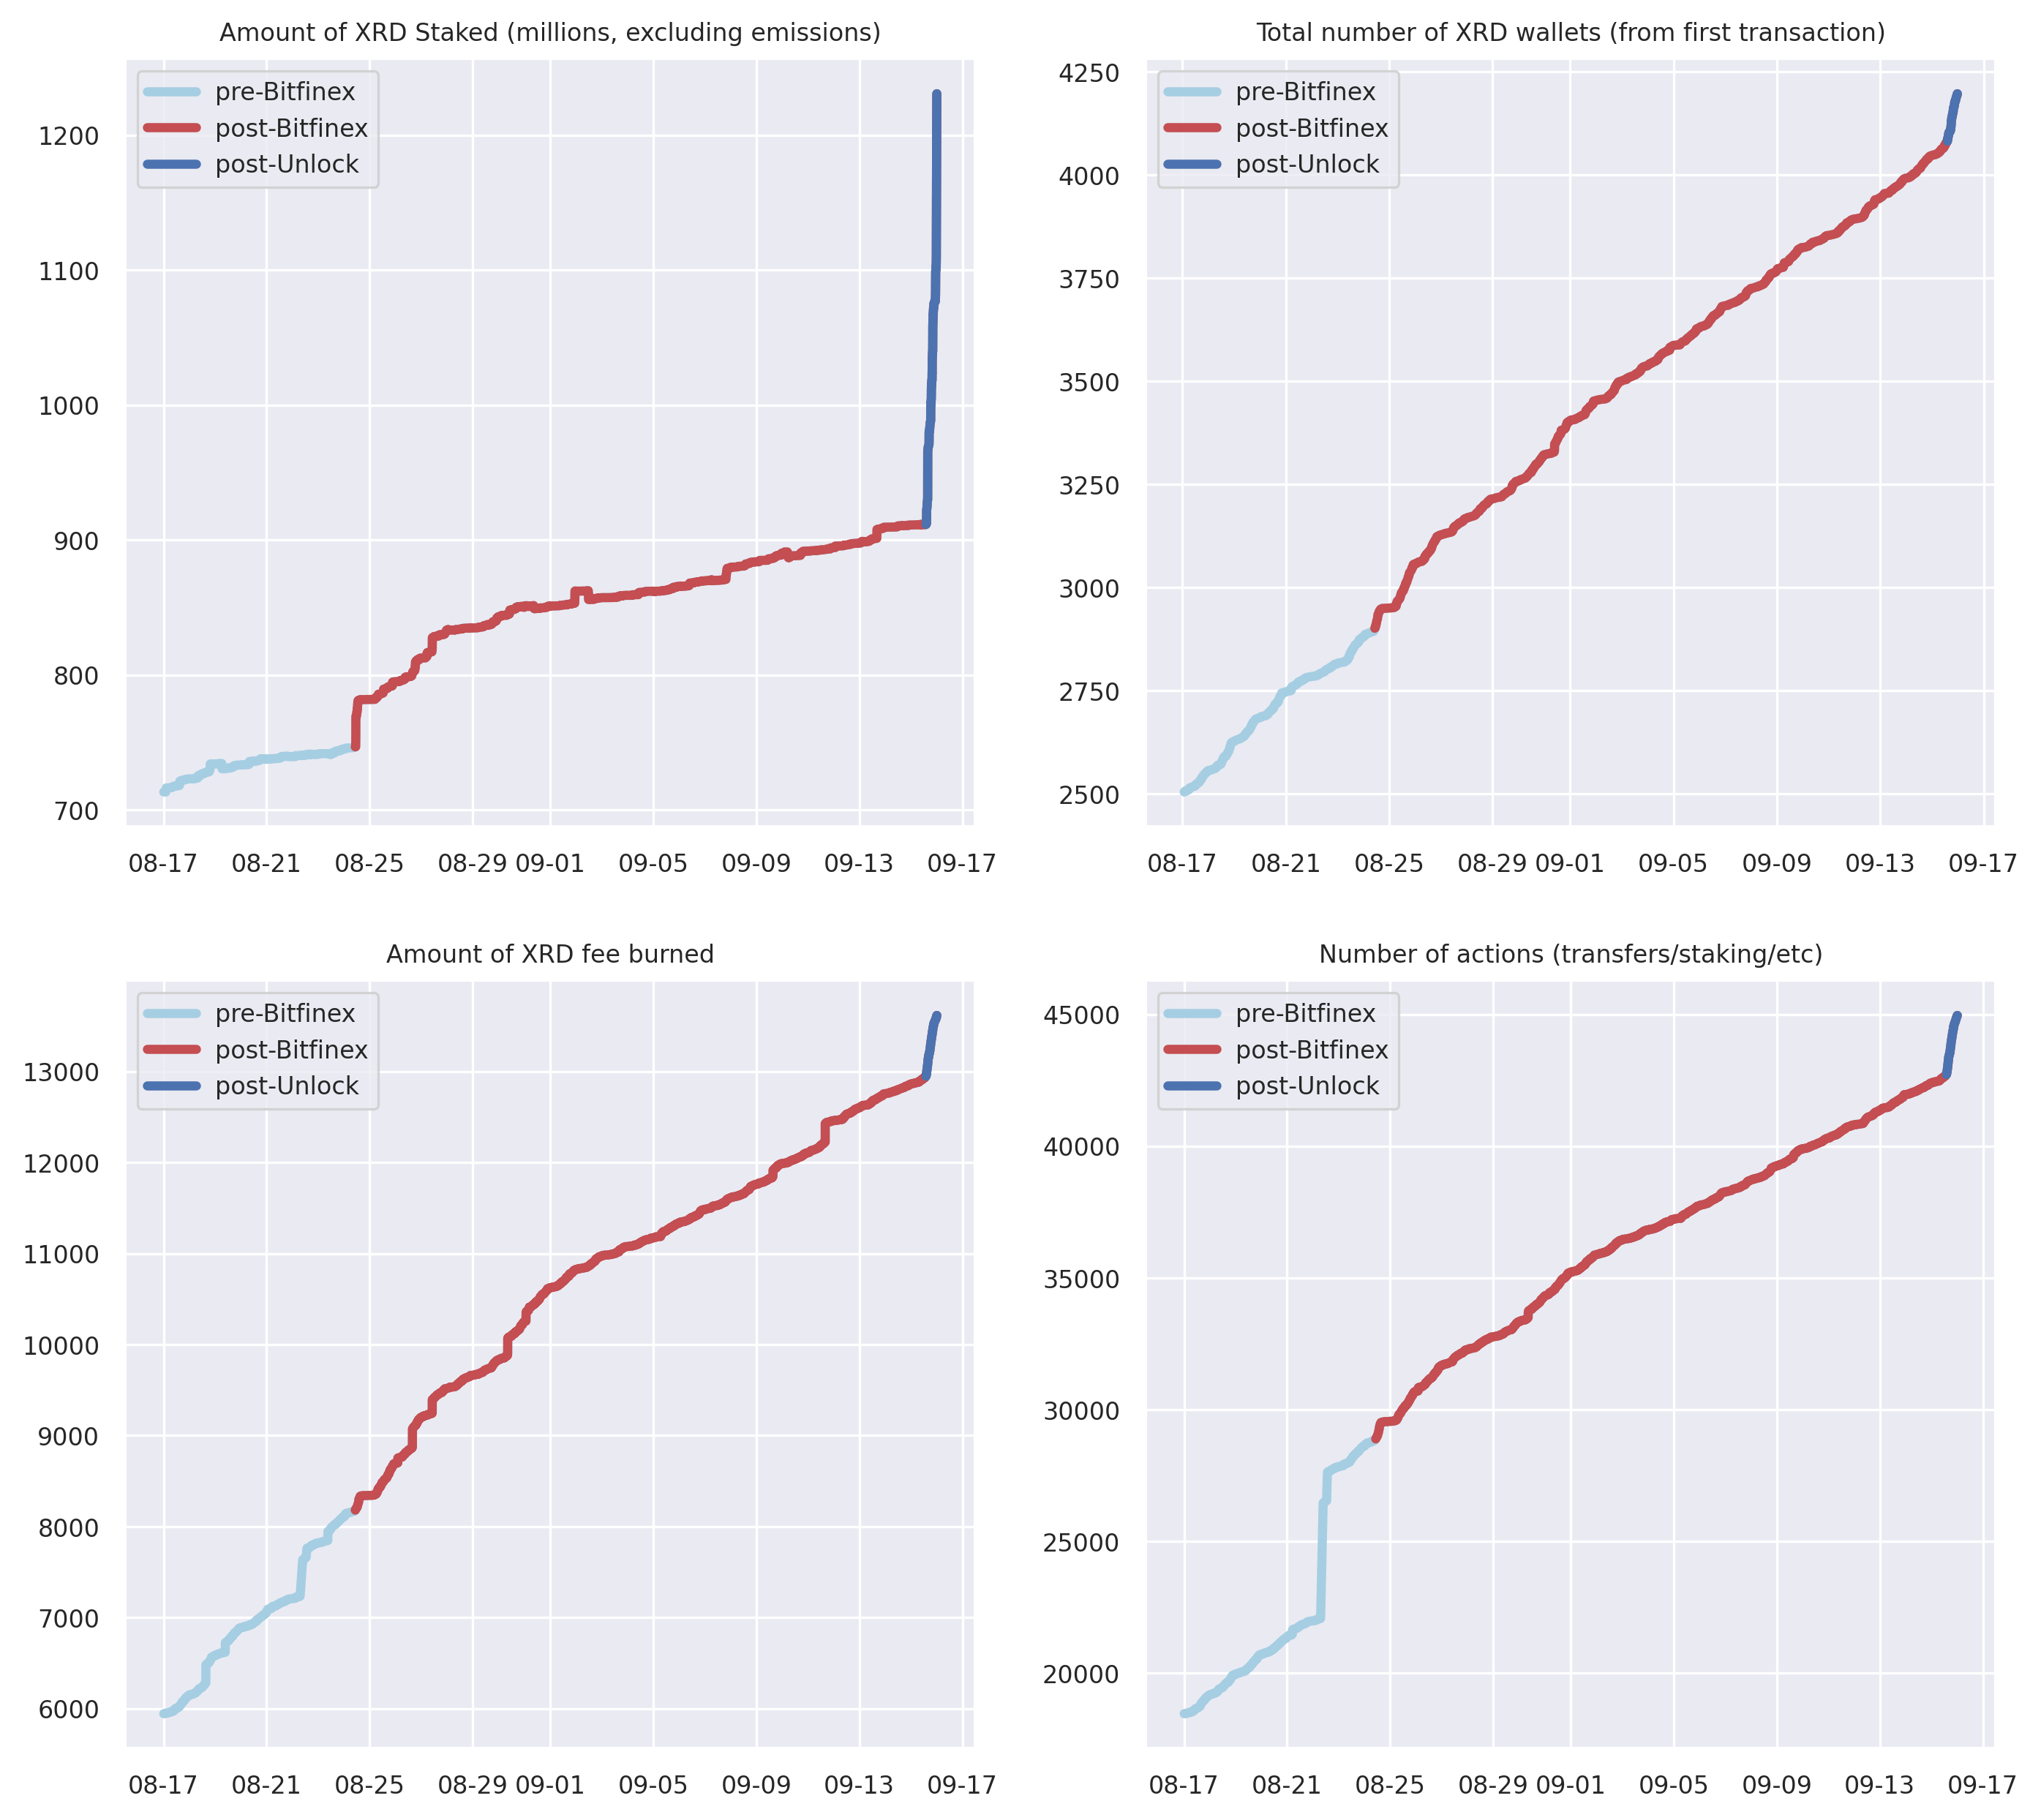 Amount of XRD Staked (millions, excluding emissions)
pre-Bitfinex
post-Bitfinex
post-Unlock
1200
1100
1000
900
800
700
08-17 08-21 08-25 08-29 09-01 09-05 09-09 09-13 09-17
Total number of XRD wallets (from first transaction)
pre-Bitfinex
post-Bitfinex
post-Unlock
4250
4000
3750
3500
3250
3000
2750
2500
08-17 08-21 08-25 08-29 09-01 09-05 09-09 09-13 09-17
Amount of XRD fee burned
pre-Bitfinex
post-Bitfinex
post-Unlock
13000
12000
11000
10000
9000
8000
7000
6000
08-17 08-21 08-25 08-29 09-01 09-05 09-09 09-13 09-17
Number of actions (transfers/staking/etc)
pre-Bitfinex
post-Bitfinex
post-Unlock
45000
40000
35000
30000
25000
20000
08-17 08-21 08-25 08-29 09-01 09-05 09-09 09-13 09-17